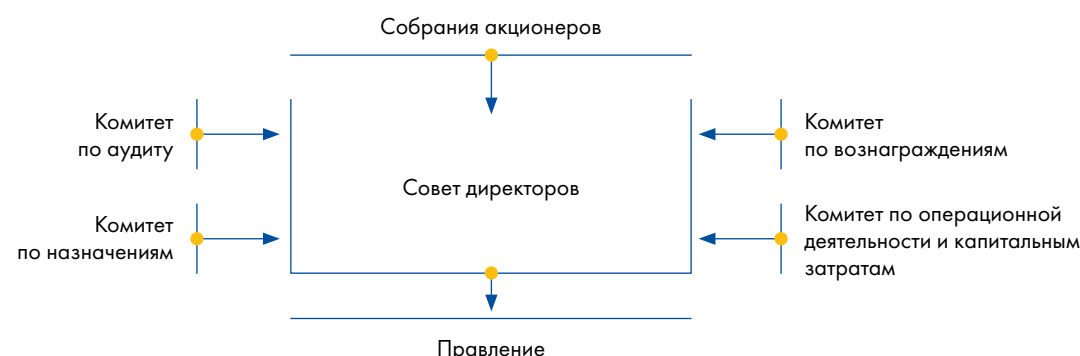 Собрания акционеров
Комитет
по аудиту
Комитет
по вознаграждениям
Совет директоров
Комитет
по назначениям
Комитет по операционной
деятельности и капитальным
затратам
Правление